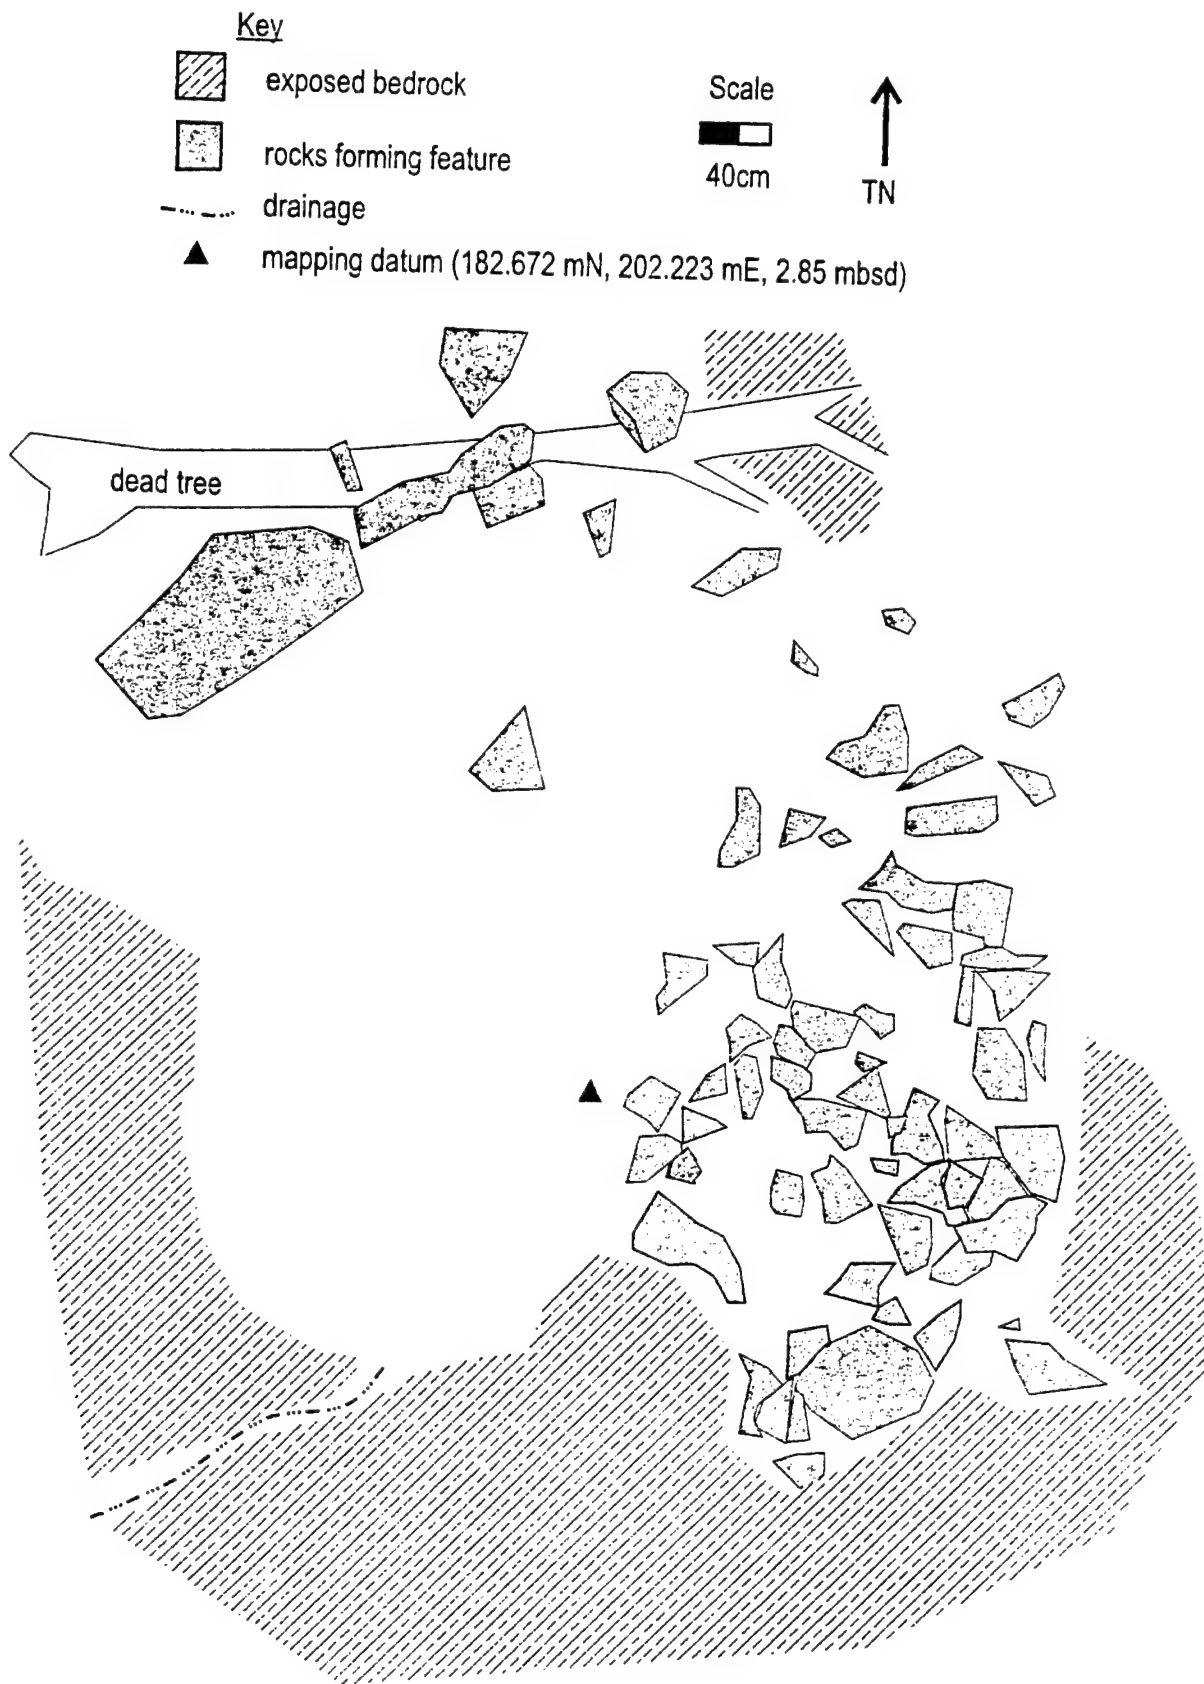 Key
exposed bedrock
rocks forming feature
drainage
mapping datum (182.672 mN, 202.223 mE, 2.85 mbsd)
Scale
40cm
TN
dead tree